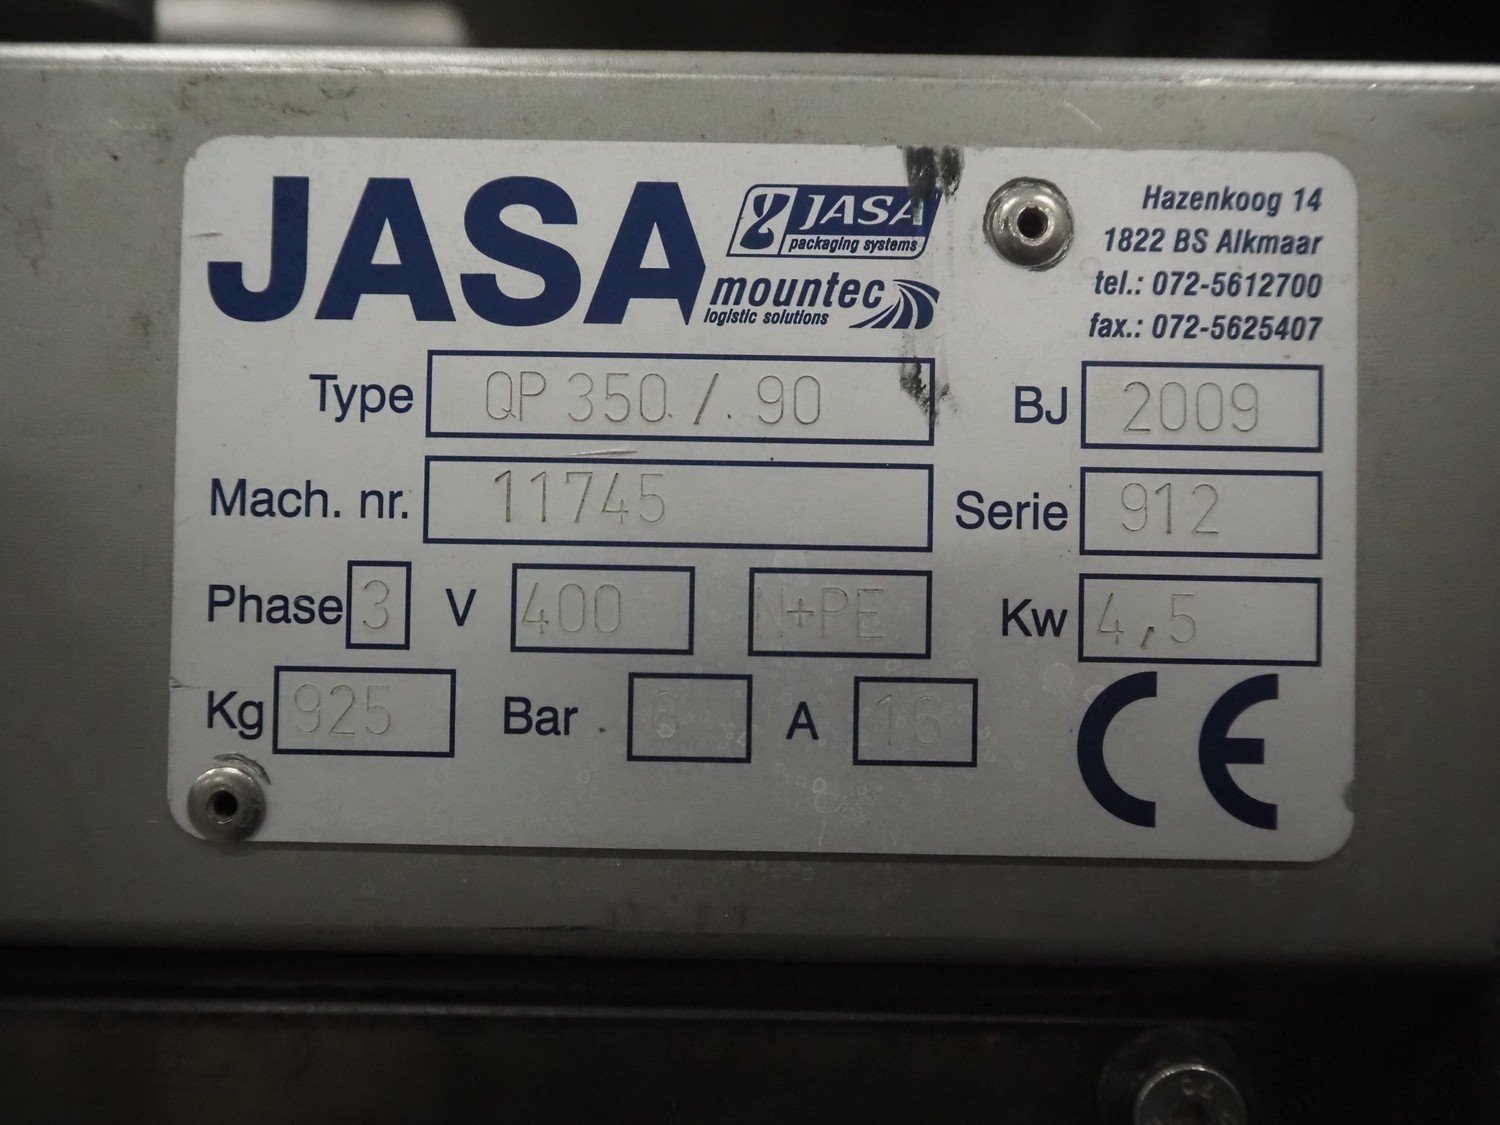 JASA
JASA
packaging systems
mountec
logistic solutions
Hazenkoog 14
1822 BS Alkmaar
tel.: 072-5612700
fax.: 072-5625407
Type QP 350./.90 BJ 2009
Mach. nr. 11745 Serie 912
Phase 3 V 400 N+PE Kw 4,5
Kg 925 Bar 6 A 16
CE